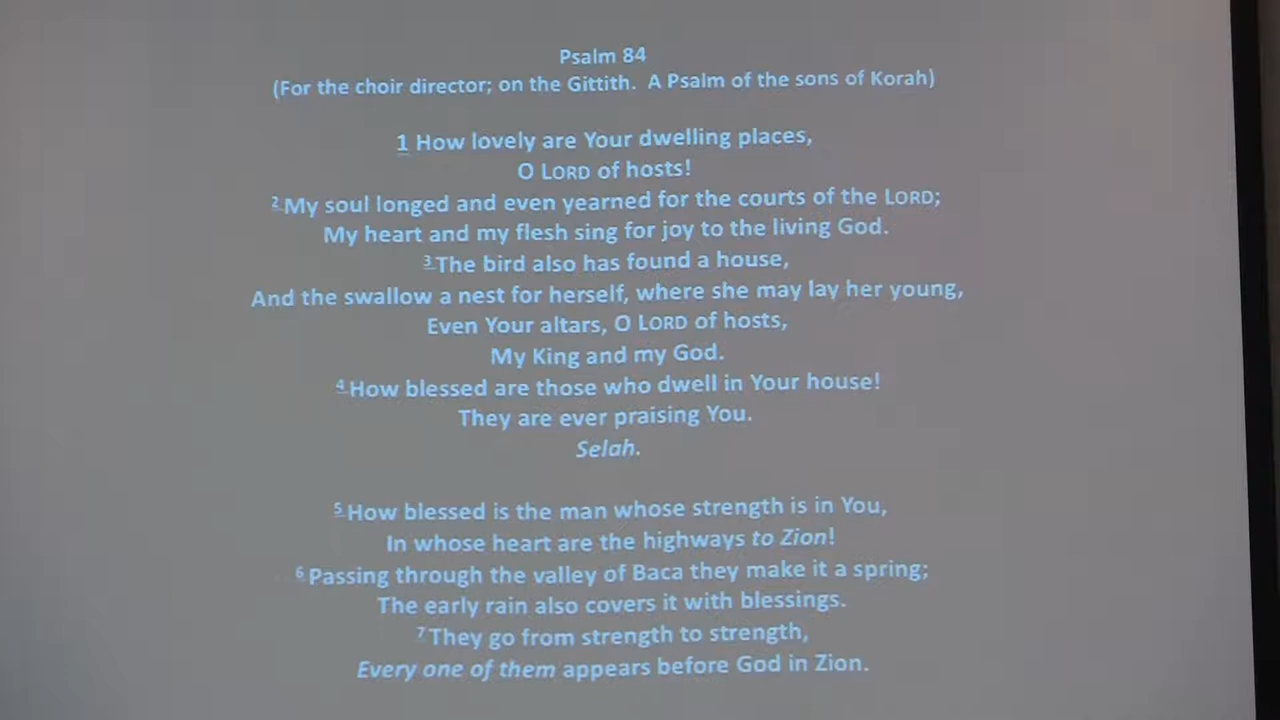 Psalm 84
(For the choir director; on the Gittith. A Psalm of the sons of Korah)
1 How lovely are Your dwelling places,
O LORD of hosts!
2 My soul longed and even yearned for the courts of the LORD;
My heart and my flesh sing for joy to the living God.
3 The bird also has found a house,
And the swallow a nest for herself, where she may lay her young,
Even Your altars, O LORD of hosts,
My King and my God.
4 How blessed are those who dwell in Your house!
They are ever praising You.
Selah.
5 How blessed is the man whose strength is in You,
In whose heart are the highways to Zion!
6 Passing through the valley of Baca they make it a spring;
The early rain also covers it with blessings.
7 They go from strength to strength,
Every one of them appears before God in Zion.